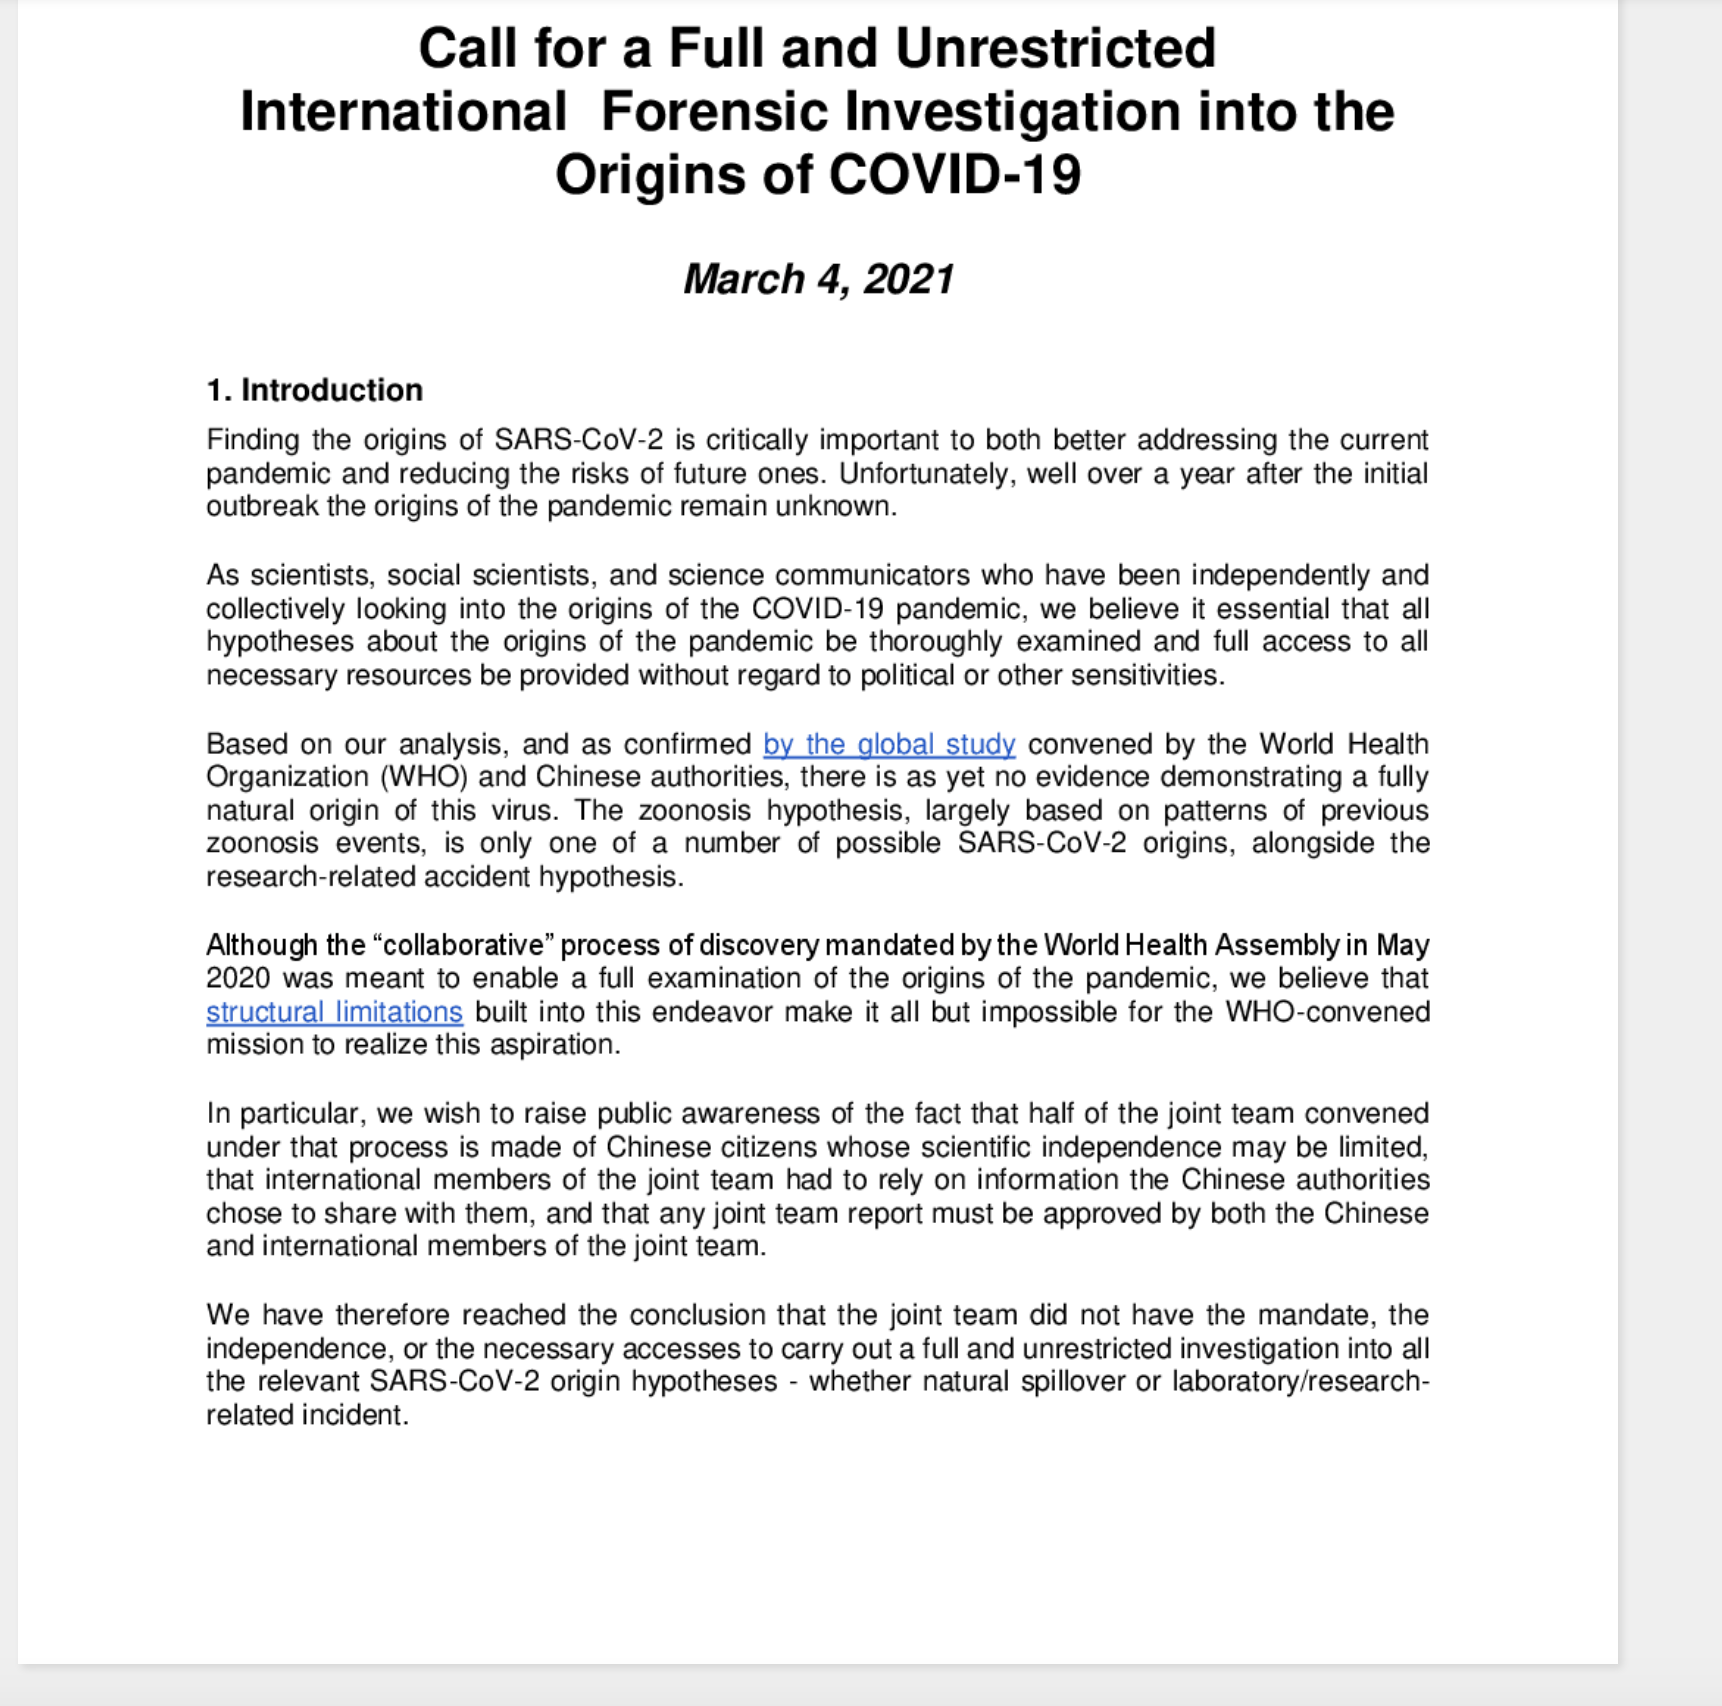 Call for a Full and Unrestricted
International  Forensic Investigation into the
Origins of COVID-19
March 4, 2021
1. Introduction
Finding the origins of SARS-CoV-2 is critically important to both better addressing the current
pandemic and reducing the risks of future ones. Unfortunately, well over a year after the initial
outbreak the origins of the pandemic remain unknown.
As scientists, social scientists, and science communicators who have been independently and
collectively looking into the origins of the COVID-19 pandemic, we believe it essential that all
hypotheses about the origins of the pandemic be thoroughly examined and full access to all
necessary resources be provided without regard to political or other sensitivities.
Based on our analysis, and as confirmed by the global study convened by the World Health
Organization (WHO) and Chinese authorities, there is as yet no evidence demonstrating a fully
natural origin of this virus. The zoonosis hypothesis, largely based on patterns of previous
zoonosis events, is only one of a number of possible SARS-CoV-2 origins, alongside the
research-related accident hypothesis.
Although the “collaborative” process of discovery mandated by the World Health Assembly in May
2020 was meant to enable a full examination of the origins of the pandemic, we believe that
structural limitations built into this endeavor make it all but impossible for the WHO-convened
mission to realize this aspiration.
In particular, we wish to raise public awareness of the fact that half of the joint team convened
under that process is made of Chinese citizens whose scientific independence may be limited,
that international members of the joint team had to rely on information the Chinese authorities
chose to share with them, and that any joint team report must be approved by both the Chinese
and international members of the joint team.
We have therefore reached the conclusion that the joint team did not have the mandate, the
independence, or the necessary accesses to carry out a full and unrestricted investigation into all
the relevant SARS-CoV-2 origin hypotheses - whether natural spillover or laboratory/research-
related incident.